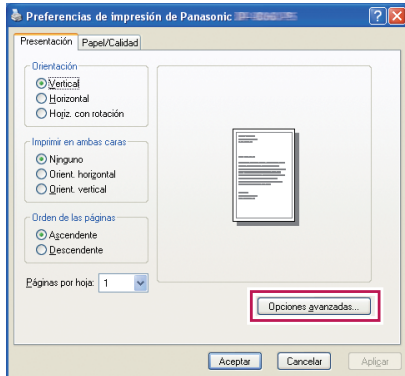 Preferencias de impresión de Panasonic
Presentación Papel/Calidad
Orientación
Vertical
Horizontal
Horiz. con rotación
Imprimir en ambas caras
Ninguno
Orient. horizontal
Orient. vertical
Orden de las páginas
Ascendente
Descendente
Páginas por hoja: 1
Opciones avanzadas...
Aceptar Cancelar Aplicar